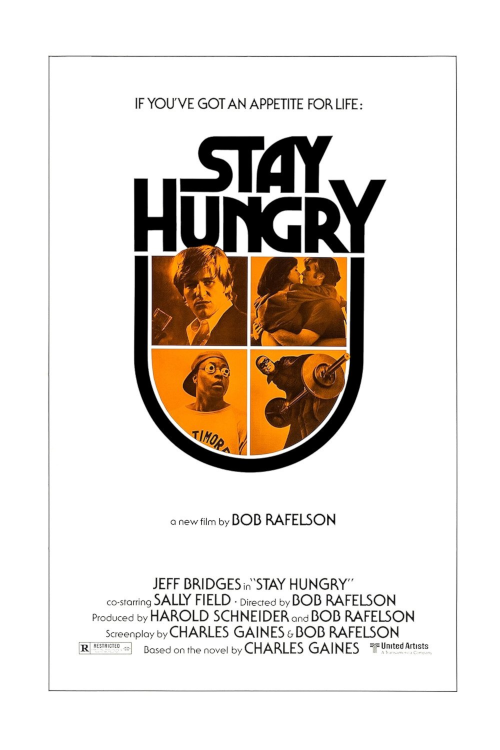 IF YOU'VE GOT AN APPETITE FOR LIFE:
STAY
HUNGRY
TIMOR
a new film by BOB RAFELSON
JEFF BRIDGES in "STAY HUNGRY"
co-starring SALLY FIELD · Directed by BOB RAFELSON
Produced by HAROLD SCHNEIDER and BOB RAFELSON
Screenplay by CHARLES GAINES & BOB RAFELSON
R RESTRICTED
Based on the novel by CHARLES GAINES
United Artists